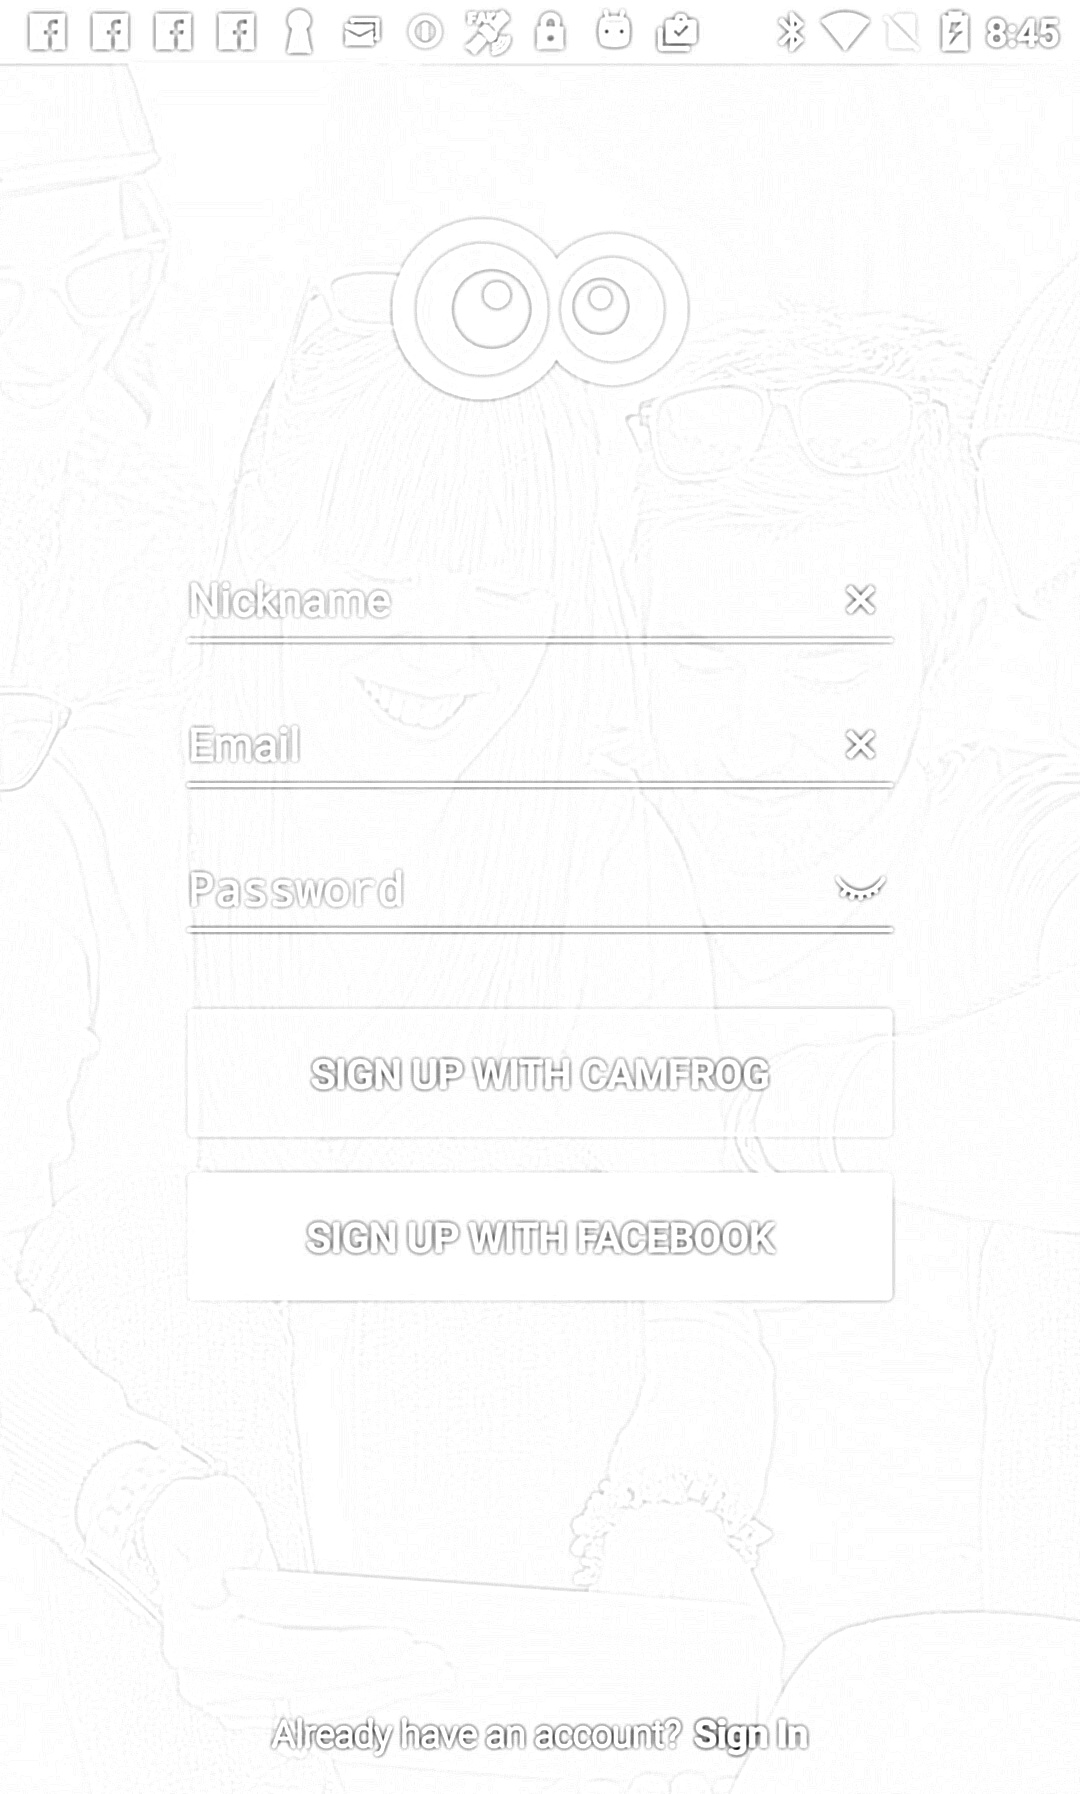 FAV 8:45
Nickname
Email
Password
SIGN UP WITH CAMFROG
SIGN UP WITH FACEBOOK
Already have an account? Sign In